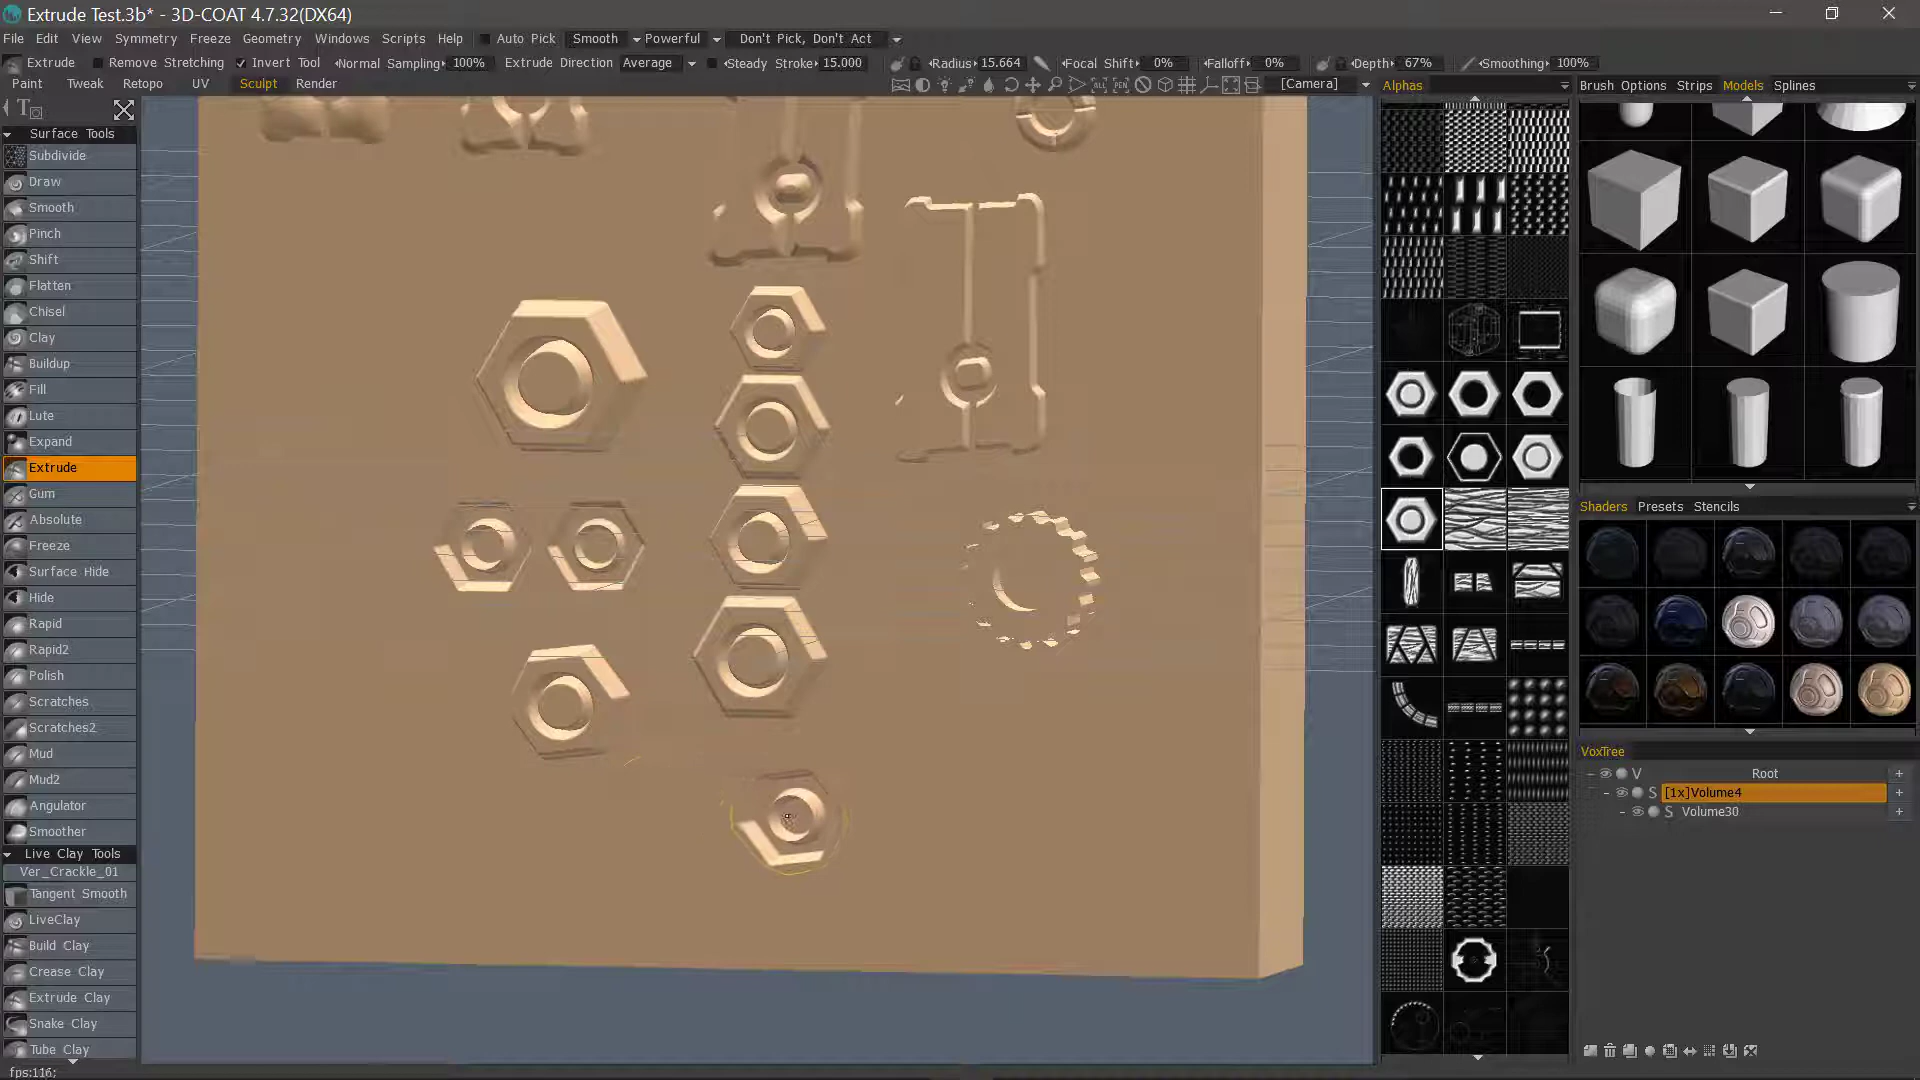 Extrude Test.3b* - 3D-COAT 4.7.32(DX64)
File Edit View Symmetry Freeze Geometry Windows Scripts Help Auto Pick Smooth Powerful Don't Pick, Don't Act
Extrude Remove Stretching Invert Tool Normal Sampling: 100% Extrude Direction Average Steady Stroke: 15.000 Radius: 15.664 Focal Shift: 0% Falloff: 0% Depth: 67% Smoothing: 100%
Paint Tweak Retopo UV Sculpt Render [Camera] Alphas Brush Options Strips Models Splines
Surface Tools
Subdivide
Draw
Smooth
Pinch
Shift
Flatten
Chisel
Clay
Buildup
Fill
Lute
Expand
Extrude
Gum
Absolute
Freeze
Surface Hide
Hide
Rapid
Rapid2
Polish
Scratches
Scratches2
Mud
Mud2
Angulator
Smoother
Live Clay Tools
Ver_Crackle_01
Tangent Smooth
LiveClay
Build Clay
Crease Clay
Extrude Clay
Snake Clay
Tube Clay
fps:116;
Shaders Presets Stencils
VoxTree
V Root +
S [1x]Volume4 +
S Volume30 +